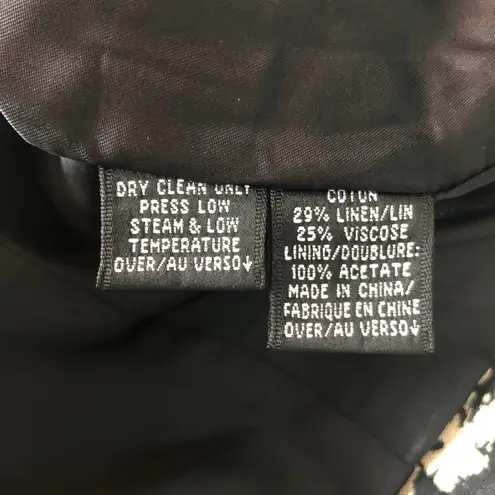 DRY CLEAN ONLY
PRESS LOW
STEAM & LOW
TEMPERATURE
OVER/AU VERSO↓
COTON
29% LINEN/LIN
25% VISCOSE
LINING/DOUBLURE:
100% ACETATE
MADE IN CHINA/
FABRIQUE EN CHINE
OVER/AU VERSO↓